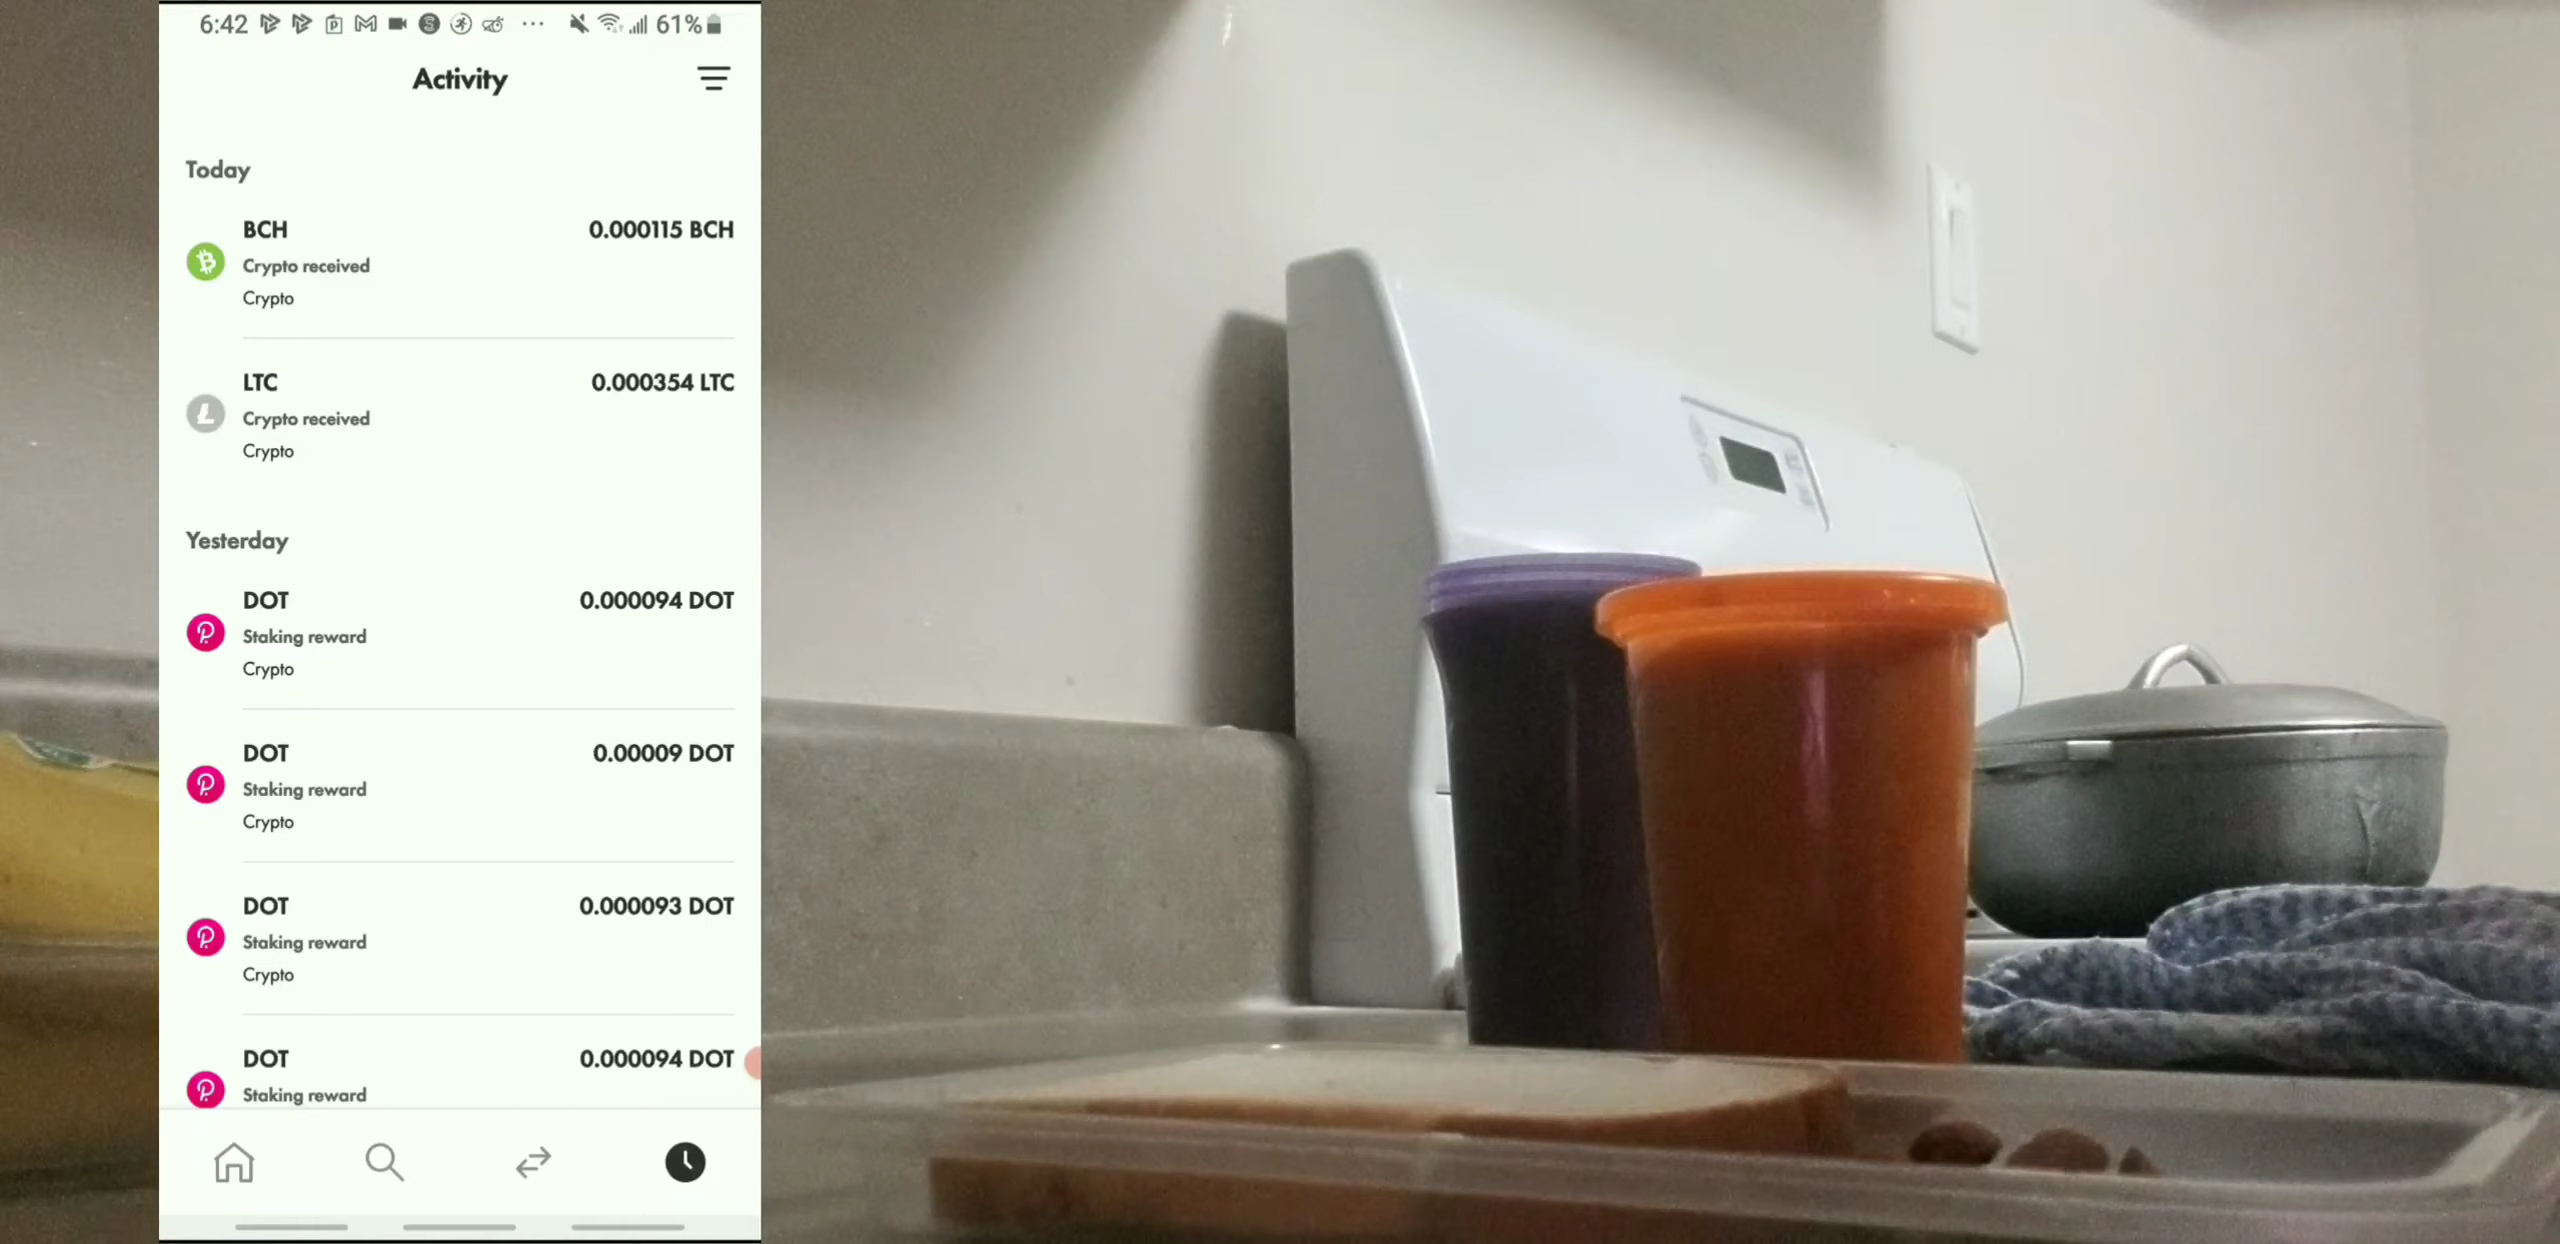 6:42 61%
Activity
Today
BCH 0.000115 BCH
Crypto received
Crypto
LTC 0.000354 LTC
Crypto received
Crypto
Yesterday
DOT 0.000094 DOT
Staking reward
Crypto
DOT 0.00009 DOT
Staking reward
Crypto
DOT 0.000093 DOT
Staking reward
Crypto
DOT 0.000094 DOT
Staking reward